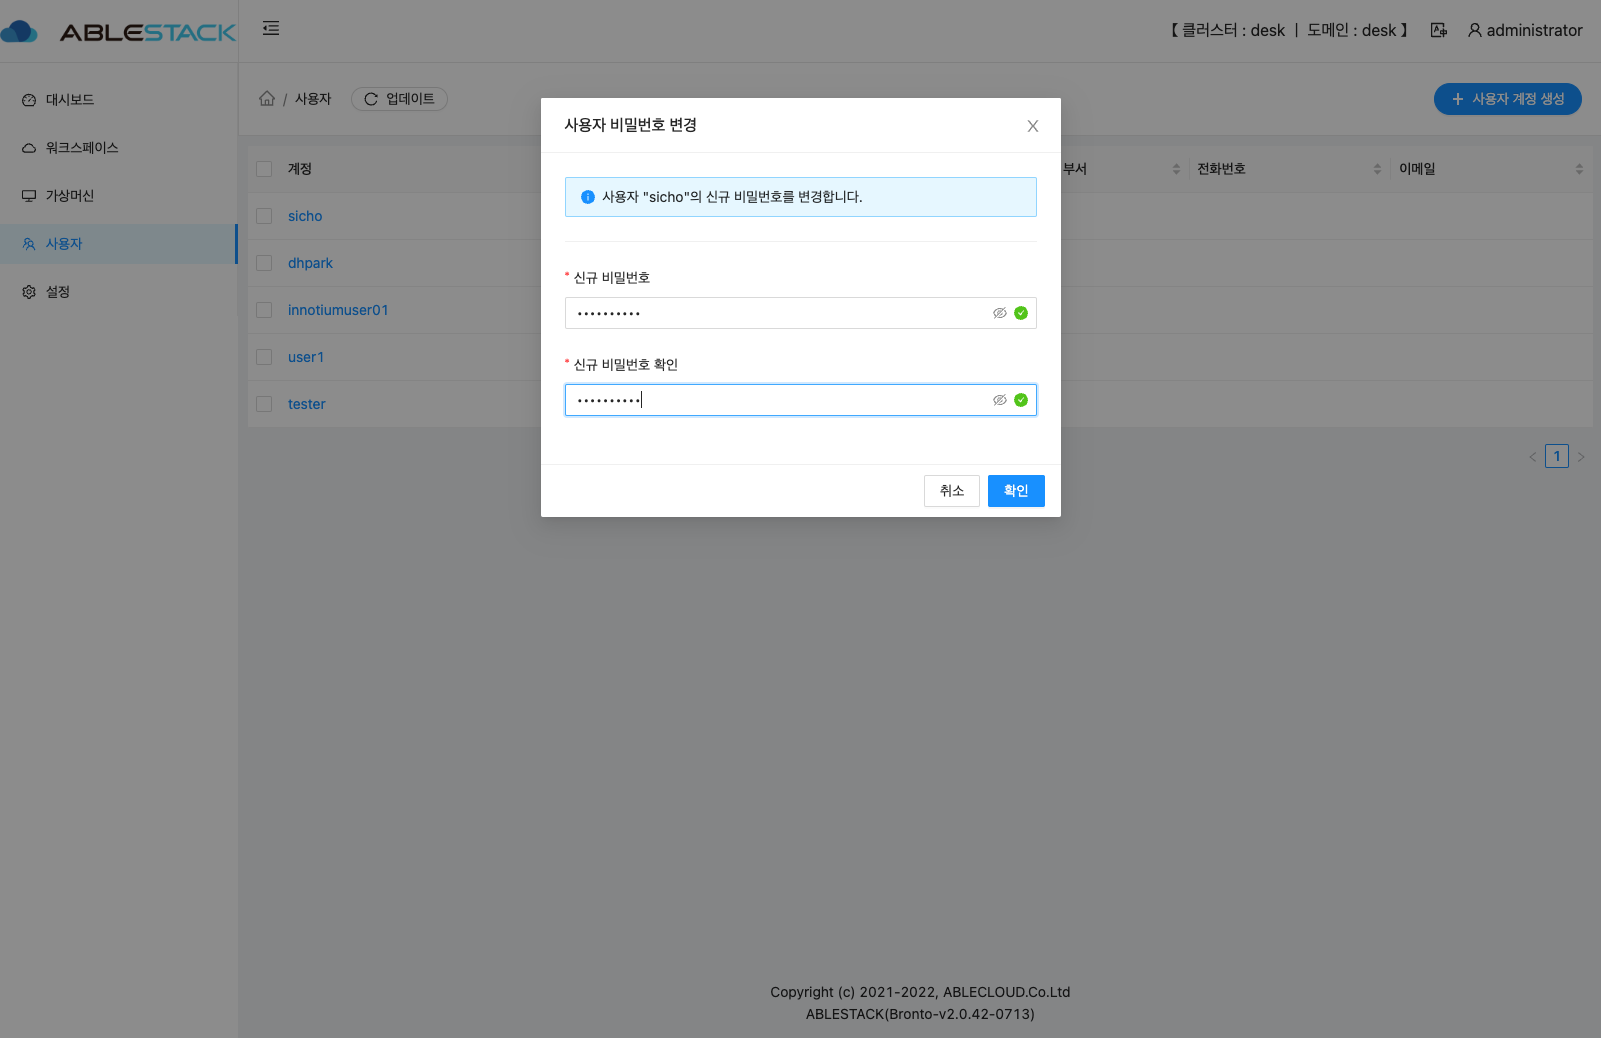 ABLESTACK
【 클러스터 : desk ㅣ 도메인 : desk 】
administrator
대시보드
워크스페이스
가상머신
사용자
설정
/ 사용자
업데이트
+ 사용자 계정 생성
계정
부서
전화번호
이메일
sicho
dhpark
innotiumuser01
user1
tester
< 1 >
사용자 비밀번호 변경
사용자 "sicho"의 신규 비밀번호를 변경합니다.
* 신규 비밀번호
••••••••••
* 신규 비밀번호 확인
••••••••••
취소
확인
Copyright (c) 2021-2022, ABLECLOUD.Co.Ltd
ABLESTACK(Bronto-v2.0.42-0713)